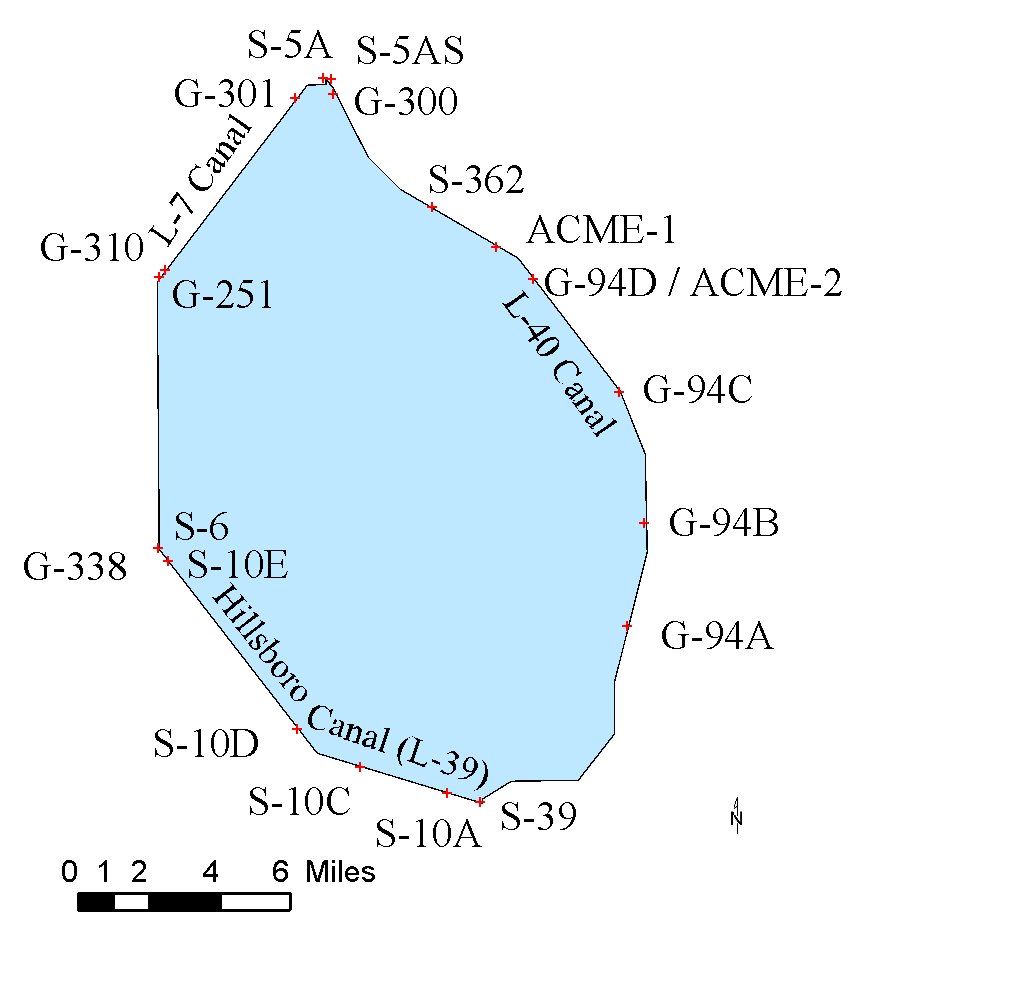 S-5A
S-5AS
G-301
G-300
L-7 Canal
S-362
ACME-1
G-310
G-251
G-94D / ACME-2
L-40 Canal
G-94C
G-94B
S-6
G-338
S-10E
Hillsboro Canal (L-39)
G-94A
S-10D
S-10C
S-10A
S-39
N
0 1 2 4 6 Miles